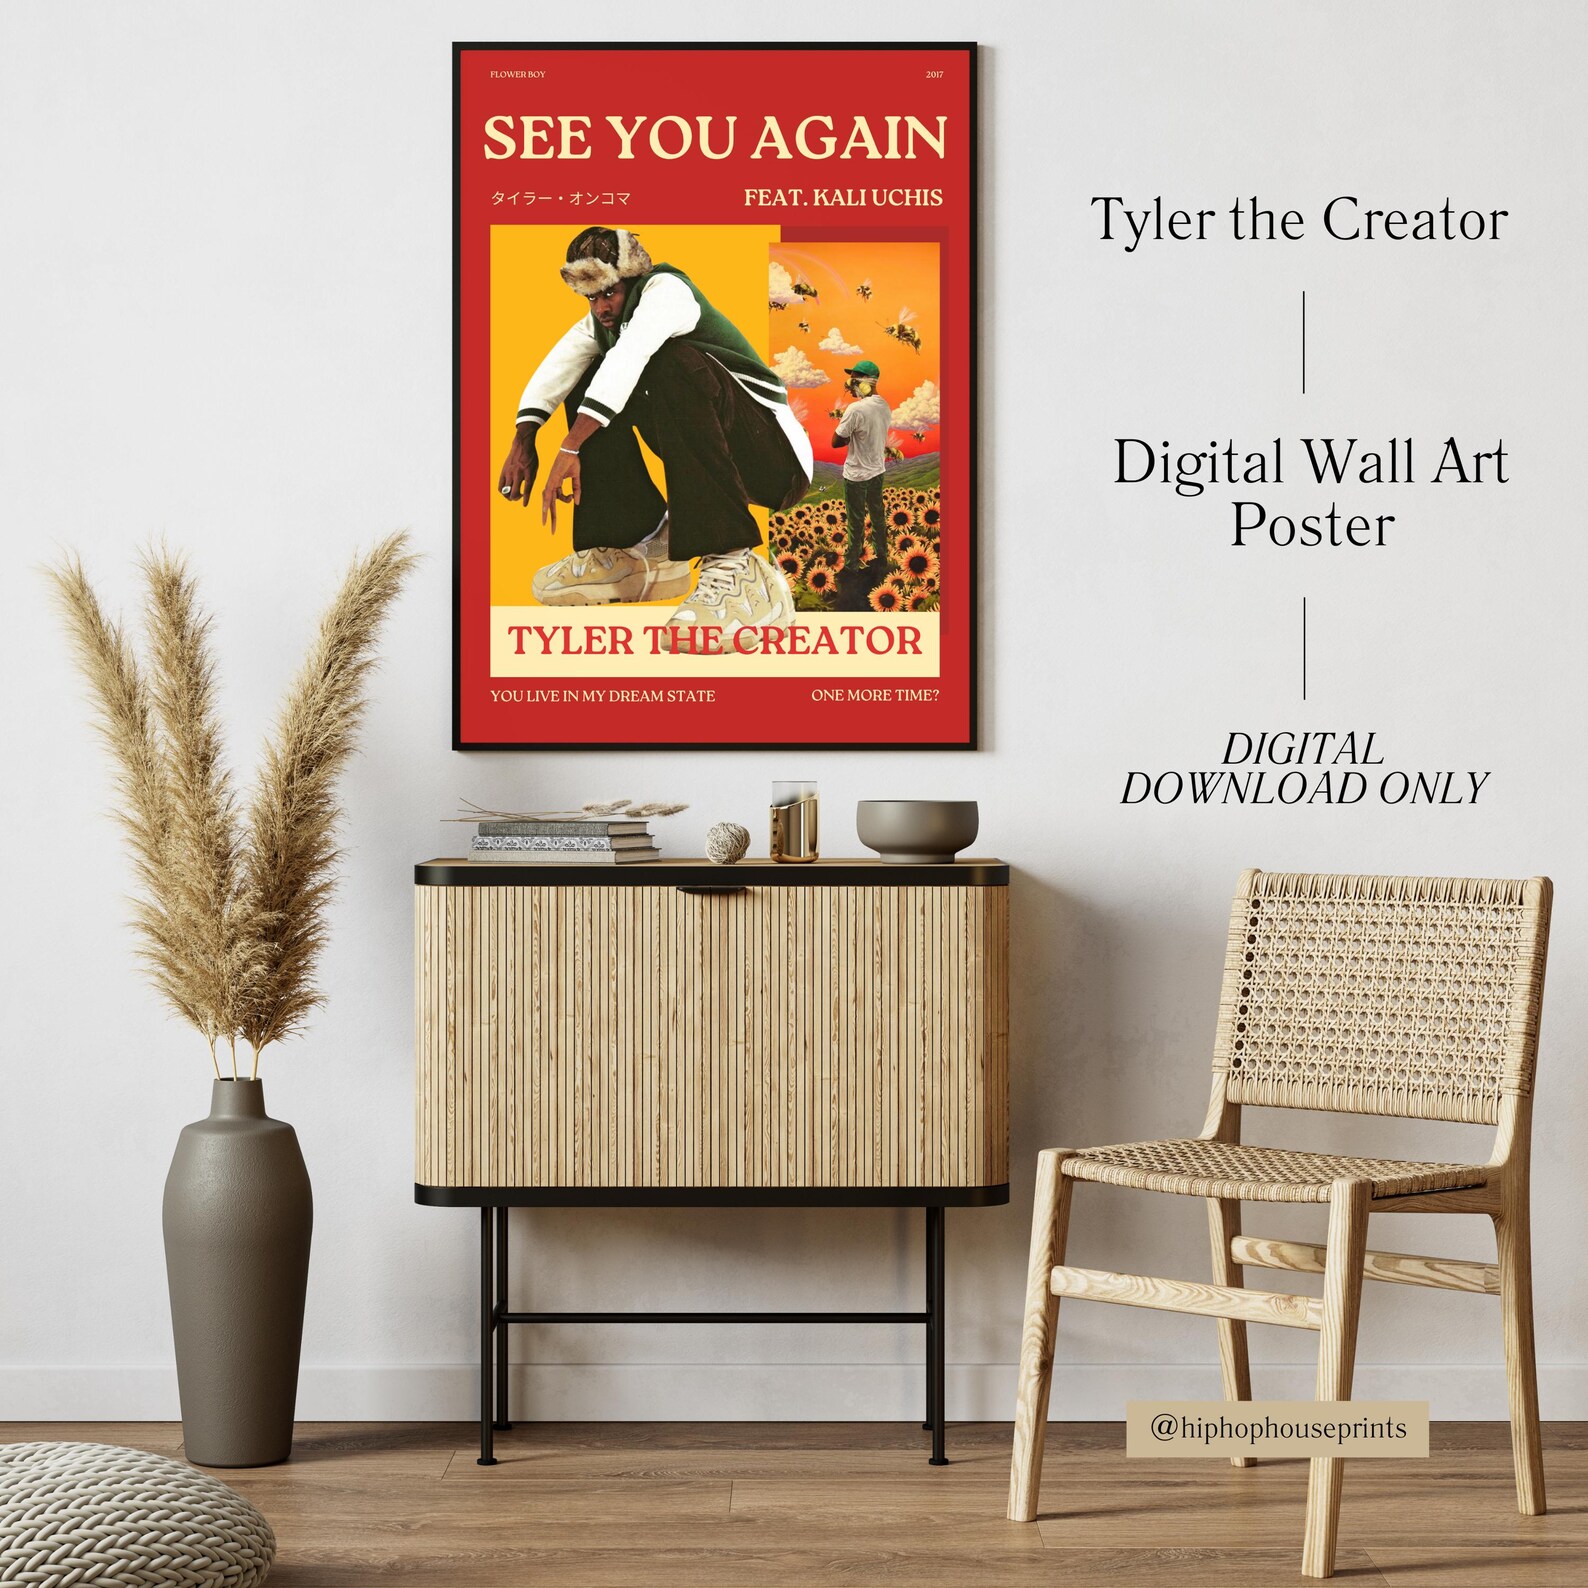 FLOWER BOY
2017
SEE YOU AGAIN
タイラー・オンコマ
FEAT. KALI UCHIS
TYLER THE CREATOR
YOU LIVE IN MY DREAM STATE
ONE MORE TIME?
Tyler the Creator
Digital Wall Art
Poster
DIGITAL
DOWNLOAD ONLY
@hiphophouseprints